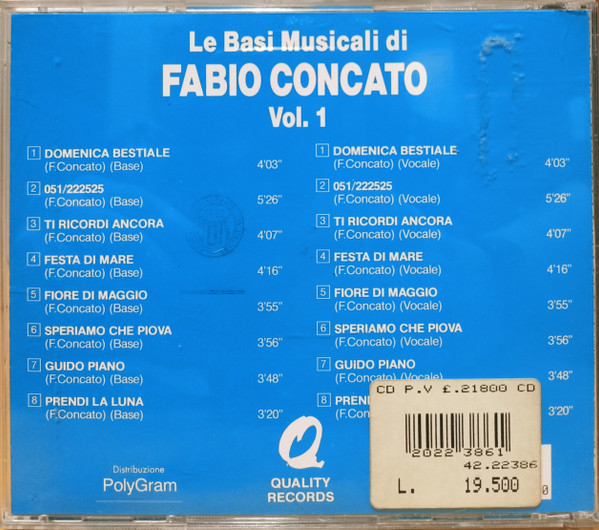 Le Basi Musicali di
FABIO CONCATO
Vol. 1
1 DOMENICA BESTIALE
(F.Concato) (Base) 4'03"
2 051/222525
(F.Concato) (Base) 5'26"
3 TI RICORDI ANCORA
(F.Concato) (Base) 4'07"
4 FESTA DI MARE
(F.Concato) (Base) 4'16"
5 FIORE DI MAGGIO
(F.Concato) (Base) 3'55"
6 SPERIAMO CHE PIOVA
(F.Concato) (Base) 3'56"
7 GUIDO PIANO
(F.Concato) (Base) 3'48"
8 PRENDI LA LUNA
(F.Concato) (Base) 3'20"
1 DOMENICA BESTIALE
(F.Concato) (Vocale) 4'03"
2 051/222525
(F.Concato) (Vocale) 5'26"
3 TI RICORDI ANCORA
(F.Concato) (Vocale) 4'07"
4 FESTA DI MARE
(F.Concato) (Vocale) 4'16"
5 FIORE DI MAGGIO
(F.Concato) (Vocale) 3'55"
6 SPERIAMO CHE PIOVA
(F.Concato) (Vocale) 3'56"
7 GUIDO PIANO
(F.Concato) (Vocale) 3'48"
8 3'20"
Distribuzione
PolyGram
Q
QUALITY
RECORDS
CD P.V £.21800 CD
2022 3861
42.22386
L. 19.500
0